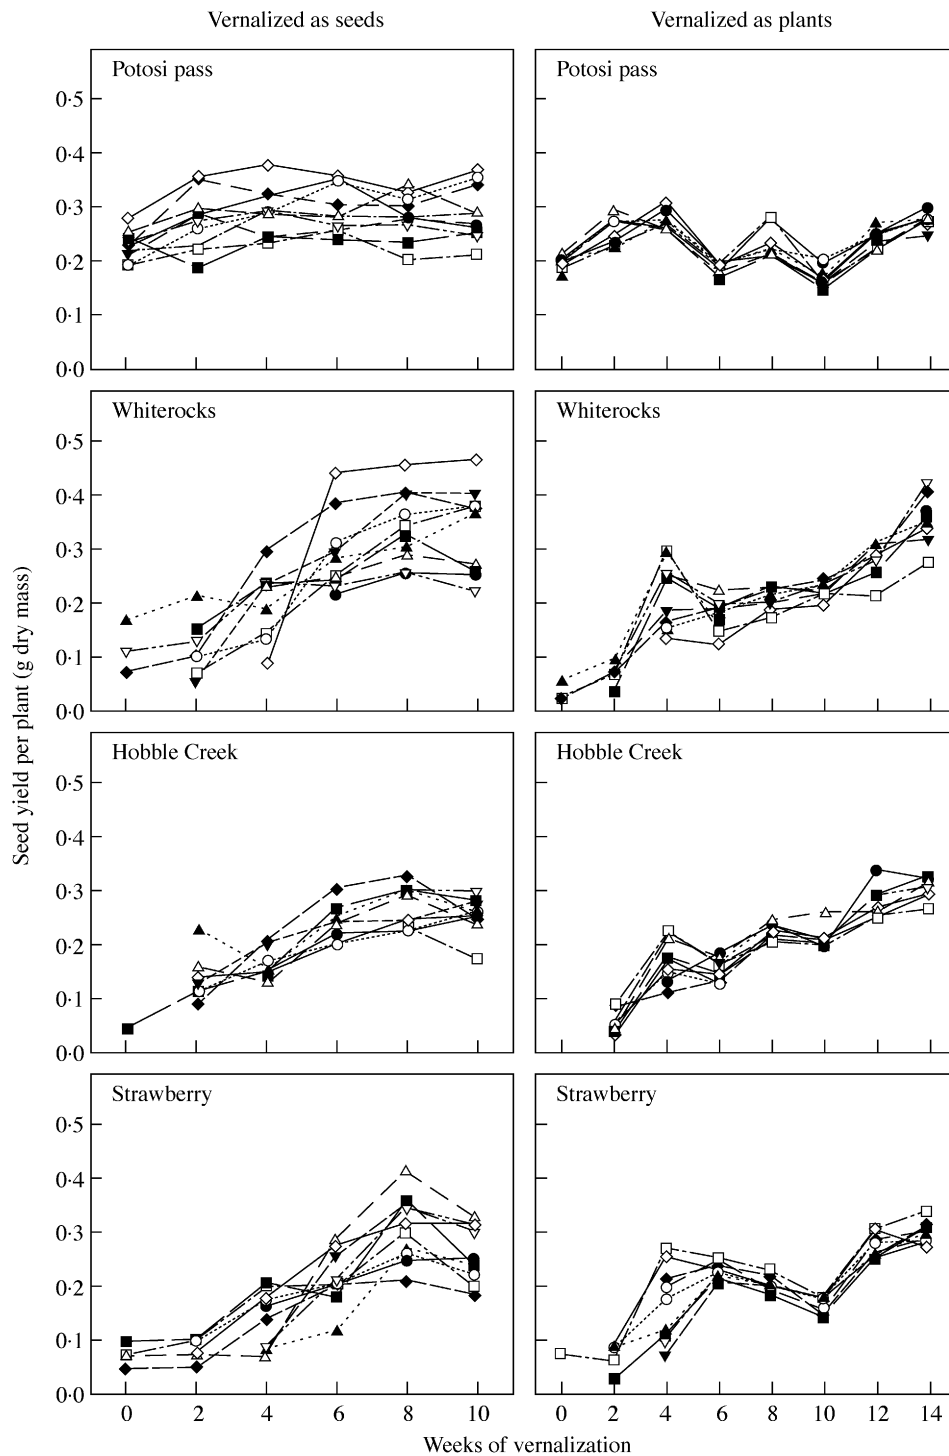 Vernalized as seeds
Vernalized as plants
Potosi pass
0·5
0·4
0·3
0·2
0·1
0·0
Potosi pass
Whiterocks
0·5
0·4
0·3
0·2
0·1
0·0
Whiterocks
Hobble Creek
0·5
0·4
0·3
0·2
0·1
0·0
Hobble Creek
Strawberry
0·5
0·4
0·3
0·2
0·1
0·0
Strawberry
0 2 4 6 8 10
0 2 4 6 8 10 12 14
Seed yield per plant (g dry mass)
Weeks of vernalization